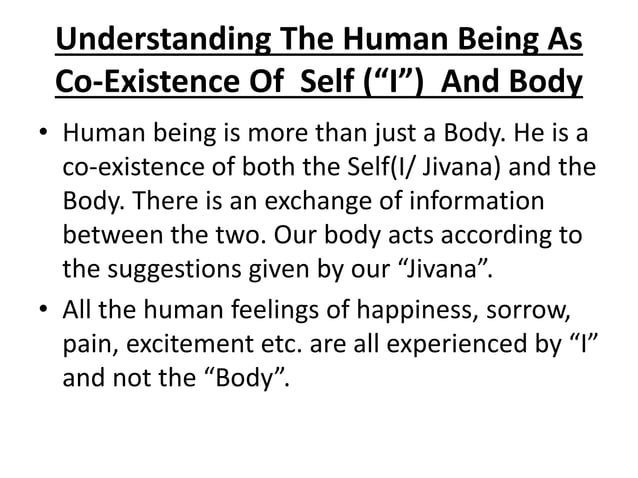 Understanding The Human Being As
Co-Existence Of  Self (“I”)  And Body
• Human being is more than just a Body. He is a
co-existence of both the Self(I/ Jivana) and the
Body. There is an exchange of information
between the two. Our body acts according to
the suggestions given by our “Jivana”.
• All the human feelings of happiness, sorrow,
pain, excitement etc. are all experienced by “I”
and not the “Body”.